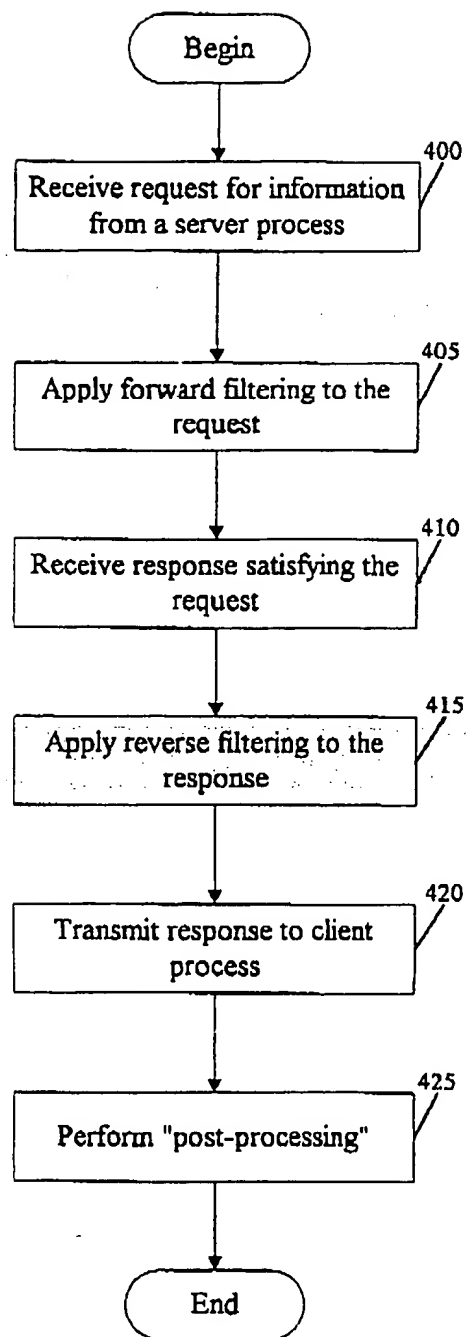 Begin
400
Receive request for information
from a server process
405
Apply forward filtering to the
request
410
Receive response satisfying the
request
415
Apply reverse filtering to the
response
420
Transmit response to client
process
425
Perform "post-processing"
End